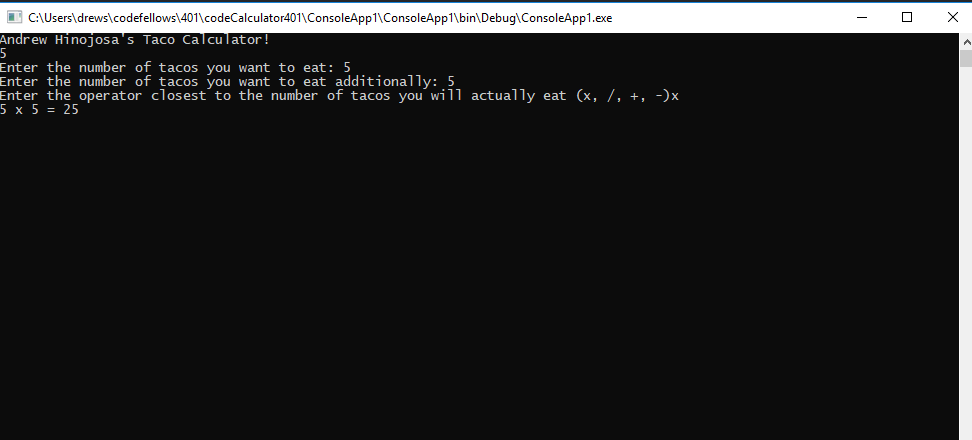 C:\Users\drews\codefellows\401\codeCalculator401\ConsoleApp1\ConsoleApp1\bin\Debug\ConsoleApp1.exe
Andrew Hinojosa's Taco Calculator!
5
Enter the number of tacos you want to eat: 5
Enter the number of tacos you want to eat additionally: 5
Enter the operator closest to the number of tacos you will actually eat (x, /, +, -)x
5 x 5 = 25